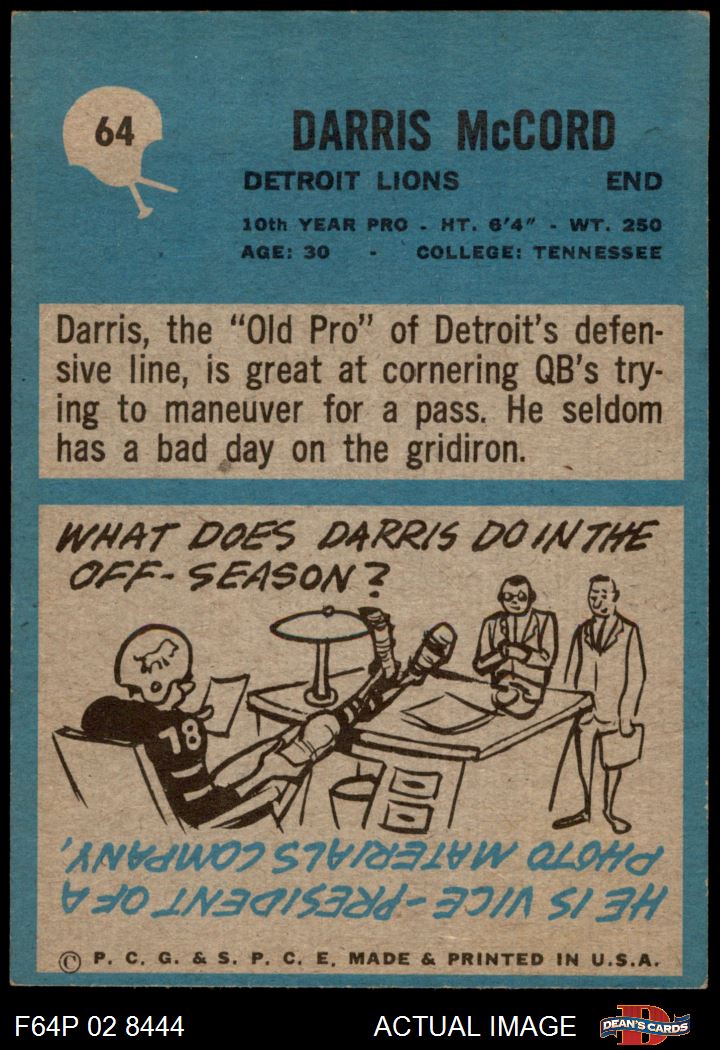 64
DARRIS McCORD
DETROIT LIONS END
10th YEAR PRO - HT. 6'4" - WT. 250
AGE: 30 - COLLEGE: TENNESSEE
Darris, the “Old Pro” of Detroit's defen-
sive line, is great at cornering QB's try-
ing to maneuver for a pass. He seldom
has a bad day on the gridiron.
WHAT DOES DARRIS DO IN THE
OFF-SEASON?
78
HE IS VICE-PRESIDENT OF A
PHOTO MATERIALS COMPANY,
© P. C. G. & S. P. C. E. MADE & PRINTED IN U.S.A.
F64P 02 8444 ACTUAL IMAGE
D
DEAN'S CARDS